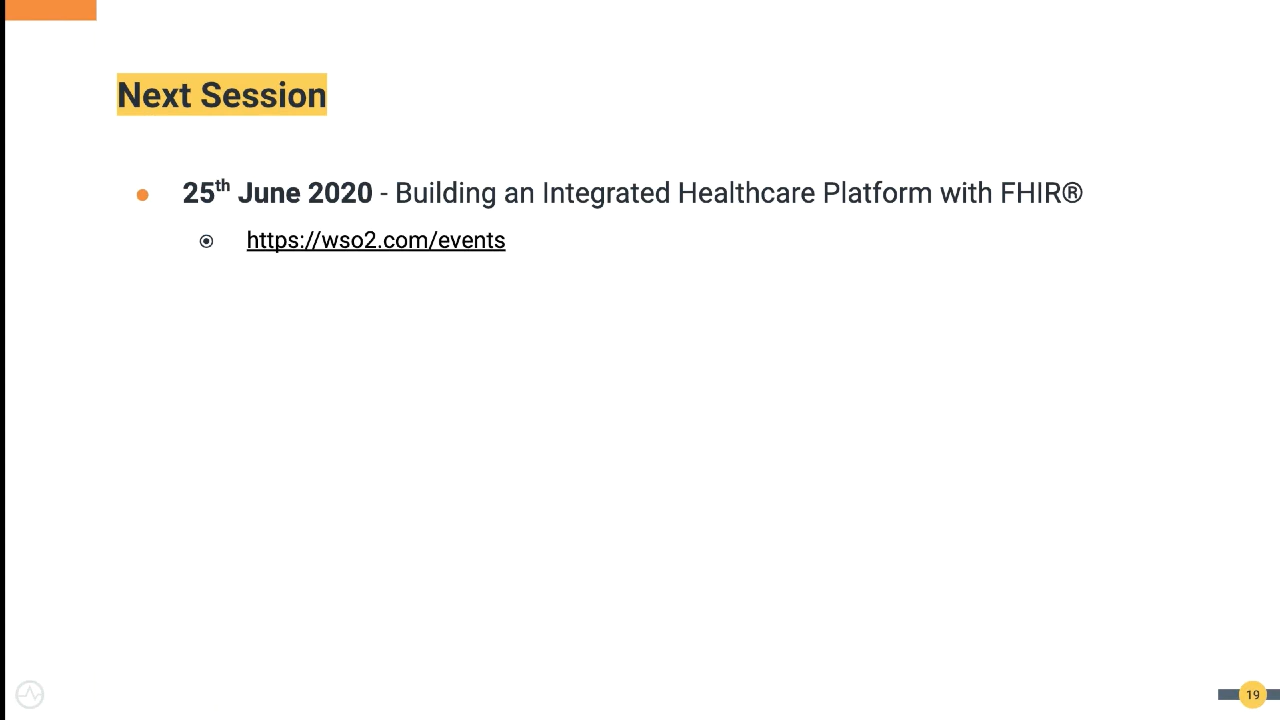 Next Session
25th June 2020 - Building an Integrated Healthcare Platform with FHIR®
https://wso2.com/events
19